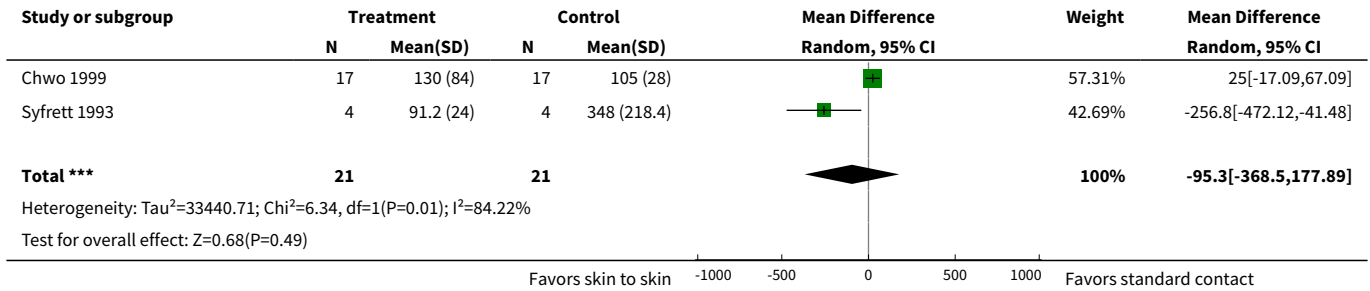 Study or subgroup Treatment Control Mean Difference Weight Mean Difference
N Mean(SD) N Mean(SD) Random, 95% CI Random, 95% CI
Chwo 1999 17 130 (84) 17 105 (28) 57.31% 25[-17.09,67.09]
Syfrett 1993 4 91.2 (24) 4 348 (218.4) 42.69% -256.8[-472.12,-41.48]
Total *** 21 21 100% -95.3[-368.5,177.89]
Heterogeneity: Tau²=33440.71; Chi²=6.34, df=1(P=0.01); I²=84.22%
Test for overall effect: Z=0.68(P=0.49)
Favors skin to skin -1000 -500 0 500 1000 Favors standard contact